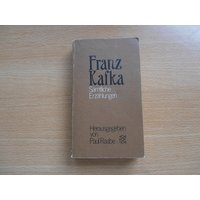 Franz
Kafka
Sämtliche
Erzählungen
Herausgegeben
von
Paul Raabe